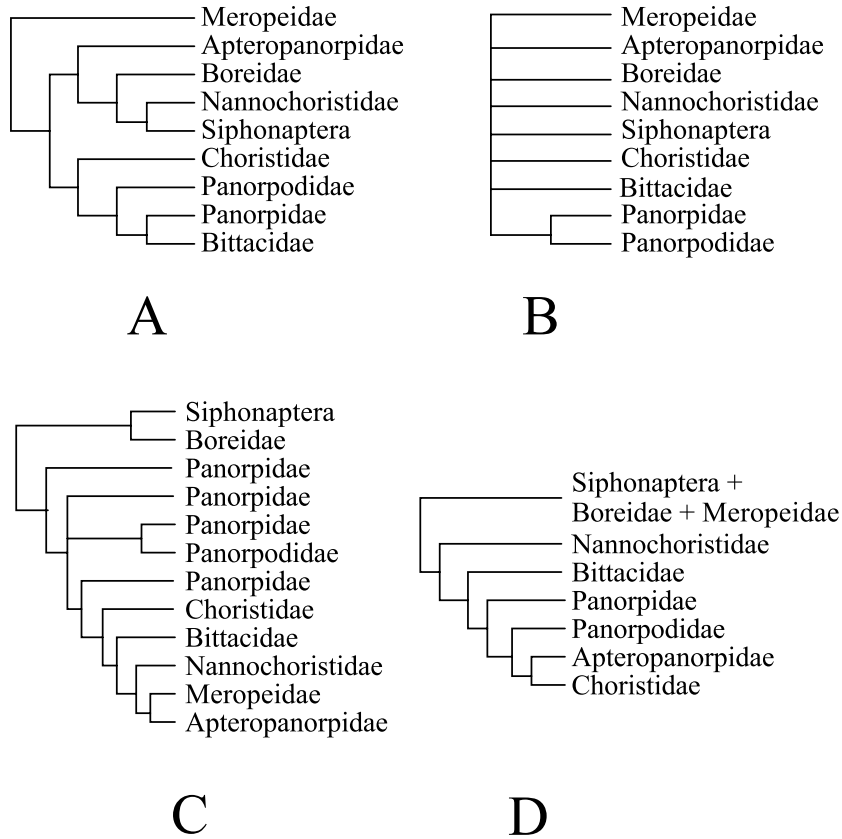 Meropeidae
Apteropanorpidae
Boreidae
Nannochoristidae
Siphonaptera
Choristidae
Panorpodidae
Panorpidae
Bittacidae
A
Meropeidae
Apteropanorpidae
Boreidae
Nannochoristidae
Siphonaptera
Choristidae
Bittacidae
Panorpidae
Panorpodidae
B
Siphonaptera
Boreidae
Panorpidae
Panorpidae
Panorpidae
Panorpodidae
Panorpidae
Choristidae
Bittacidae
Nannochoristidae
Meropeidae
Apteropanorpidae
C
Siphonaptera +
Boreidae + Meropeidae
Nannochoristidae
Bittacidae
Panorpidae
Panorpodidae
Apteropanorpidae
Choristidae
D